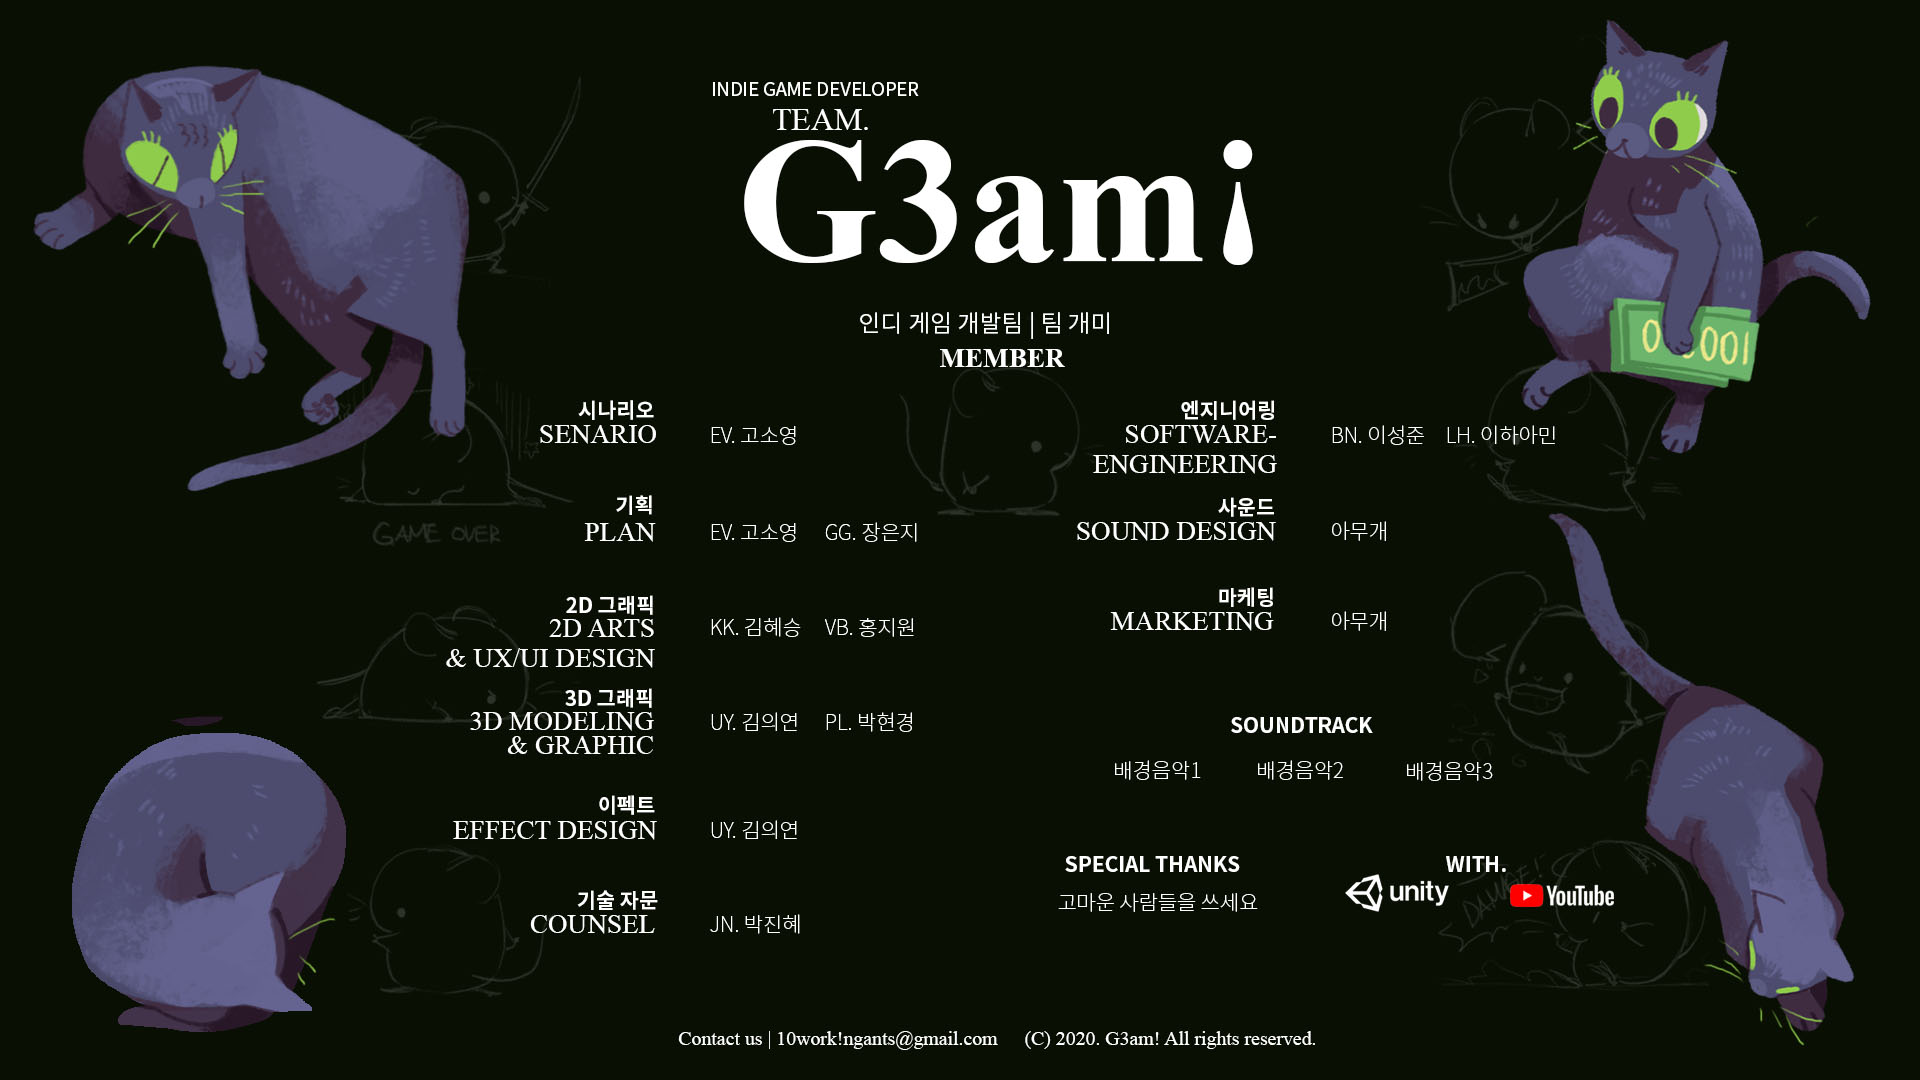 INDIE GAME DEVELOPER
TEAM.
G3am¡
인디 게임 개발팀 | 팀 개미
MEMBER
시나리오
SENARIO
EV. 고소영
기획
PLAN
EV. 고소영 GG. 장은지
2D 그래픽
2D ARTS
& UX/UI DESIGN
KK. 김혜승 VB. 홍지원
3D 그래픽
3D MODELING
& GRAPHIC
UY. 김의연 PL. 박현경
이펙트
EFFECT DESIGN
UY. 김의연
기술 자문
COUNSEL
JN. 박진혜
엔지니어링
SOFTWARE-
ENGINEERING
BN. 이성준 LH. 이하아민
사운드
SOUND DESIGN
아무개
마케팅
MARKETING
아무개
SOUNDTRACK
배경음악1 배경음악2 배경음악3
SPECIAL THANKS
고마운 사람들을 쓰세요
WITH.
unity YouTube
GAME OVER
Contact us | 10work!ngants@gmail.com (C) 2020. G3am! All rights reserved.